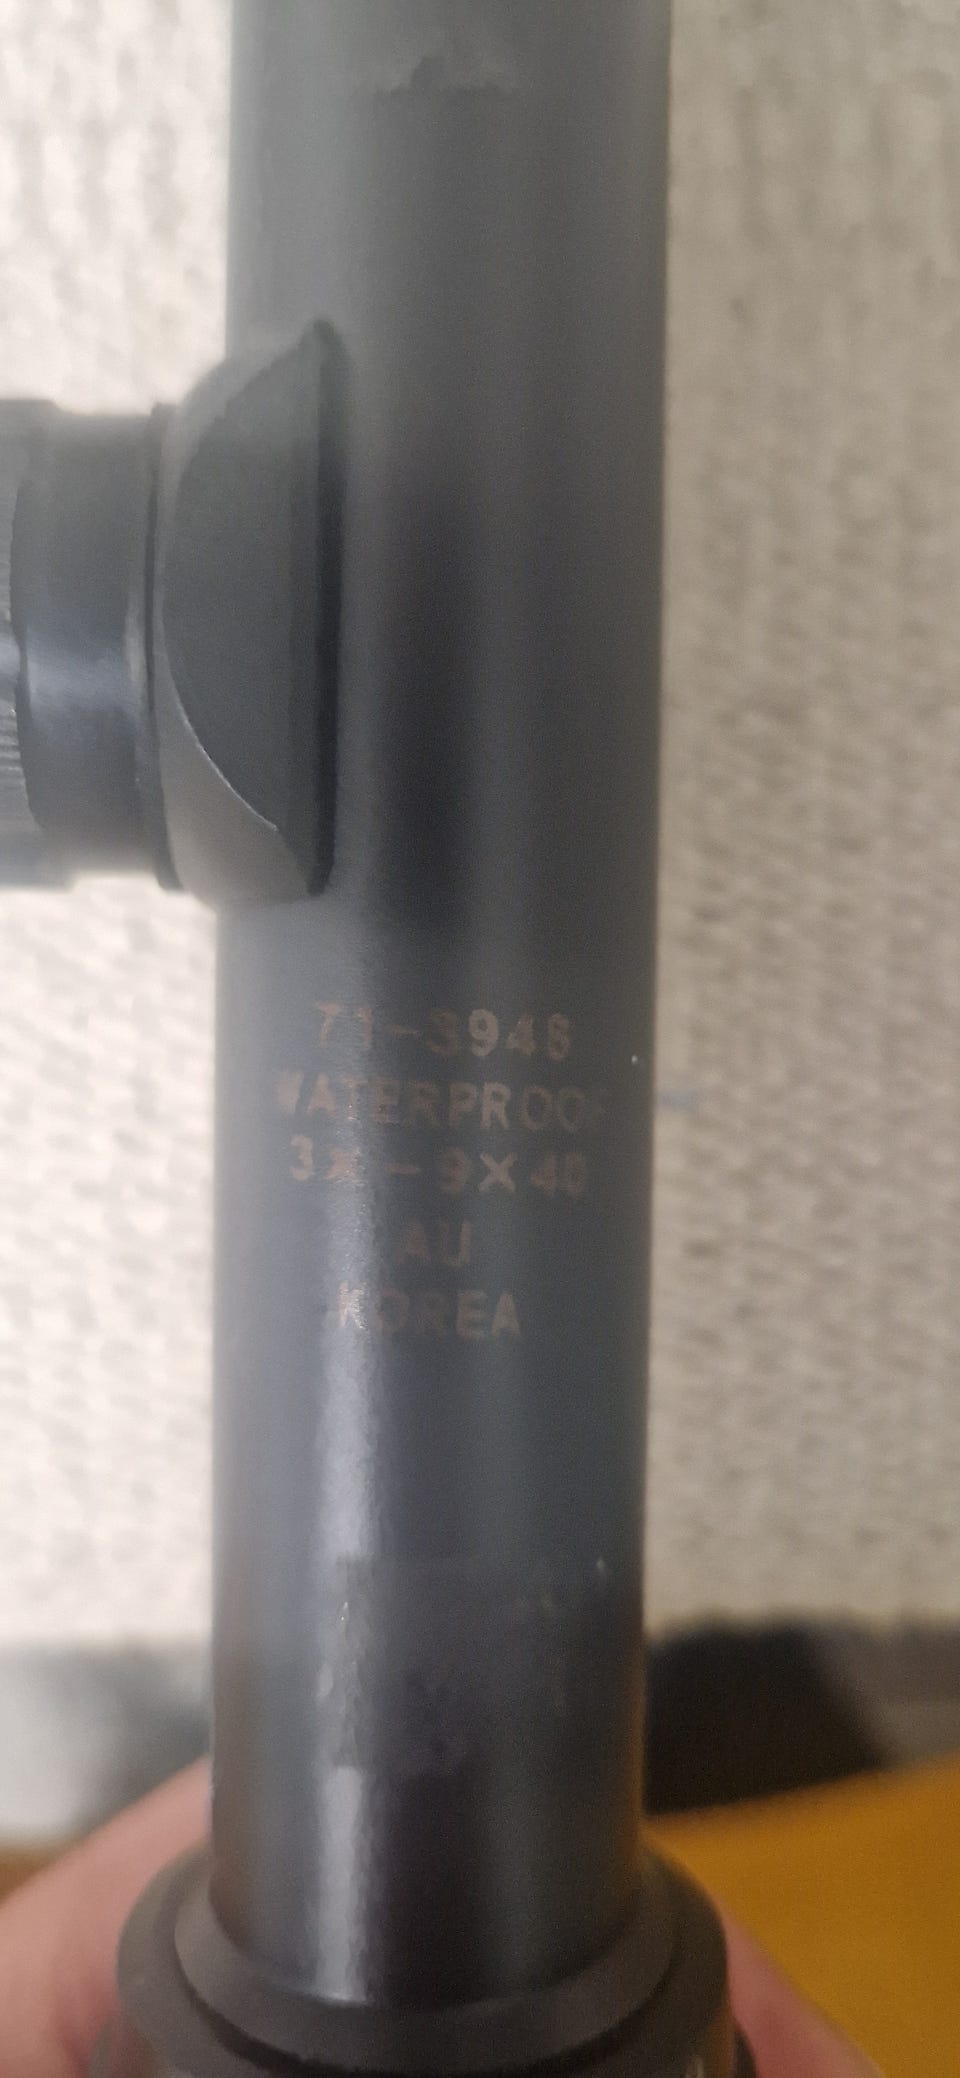 71-3948
WATERPROOF
3X-9X40
AU
KOREA